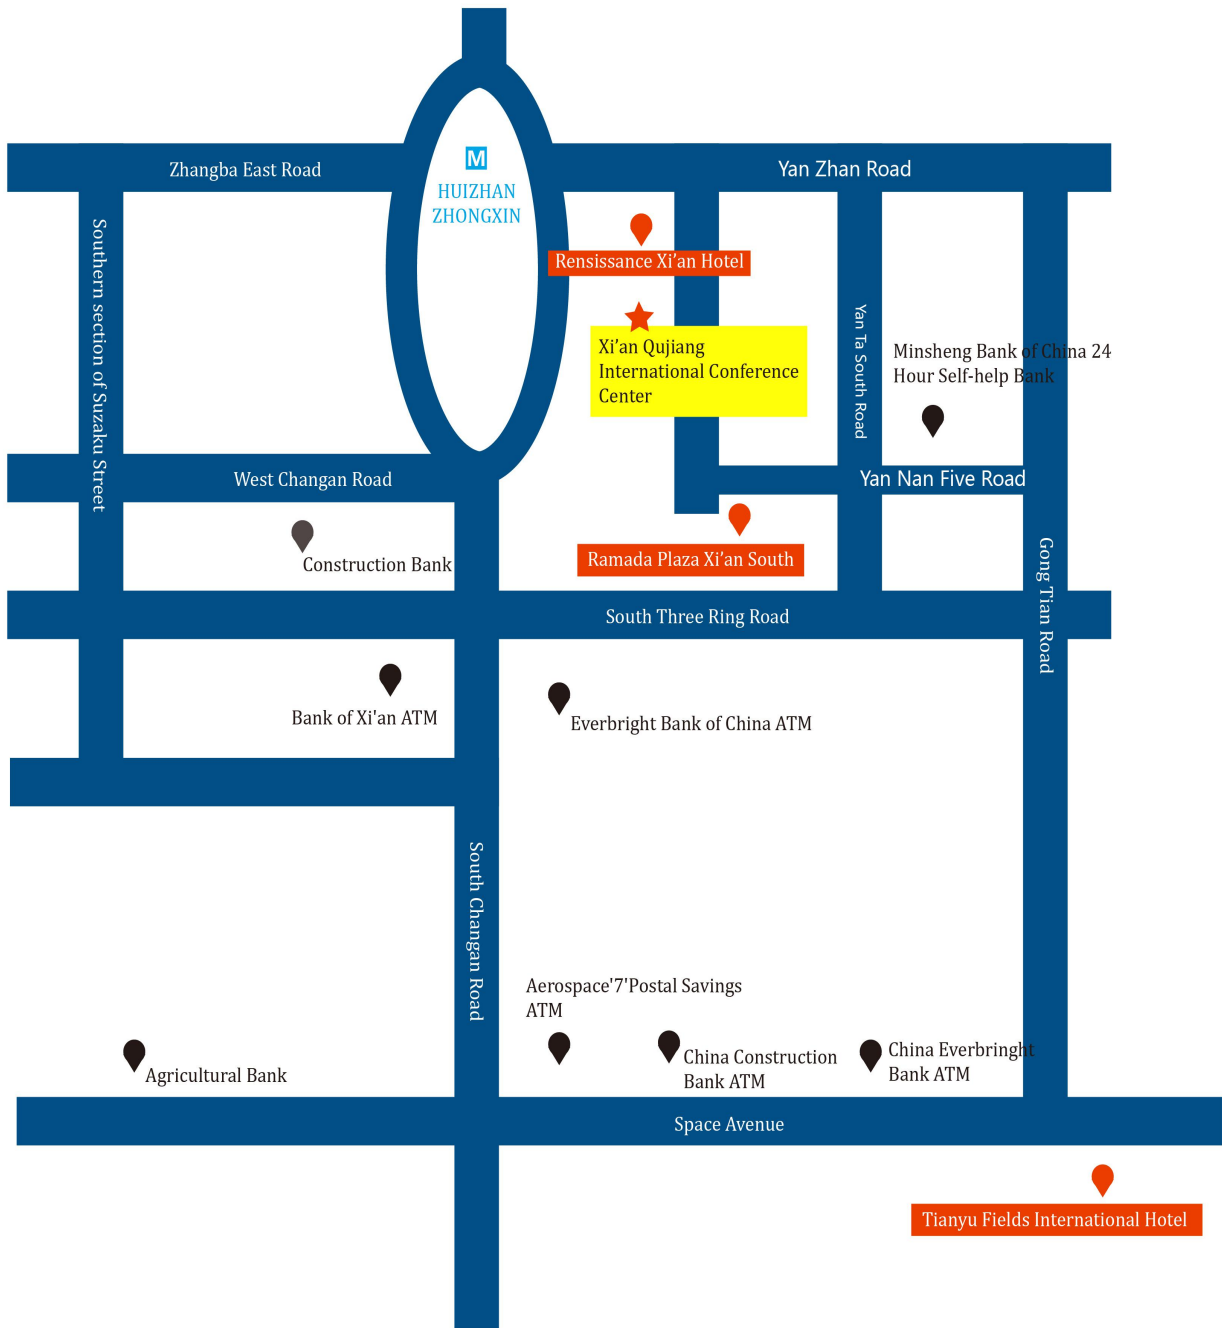 Zhangba East Road
M
HUIZHAN
ZHONGXIN
Yan Zhan Road
Southern section of Suzaku Street
Rensissance Xi’an Hotel
Xi’an Qujiang
International Conference
Center
Yan Ta South Road
Minsheng Bank of China 24
Hour Self-help Bank
West Changan Road
Yan Nan Five Road
Construction Bank
Ramada Plaza Xi’an South
Gong Tian Road
South Three Ring Road
Bank of Xi'an ATM
Everbright Bank of China ATM
South Changan Road
Aerospace'7'Postal Savings
ATM
Agricultural Bank
China Construction
Bank ATM
China Everbringht
Bank ATM
Space Avenue
Tianyu Fields International Hotel